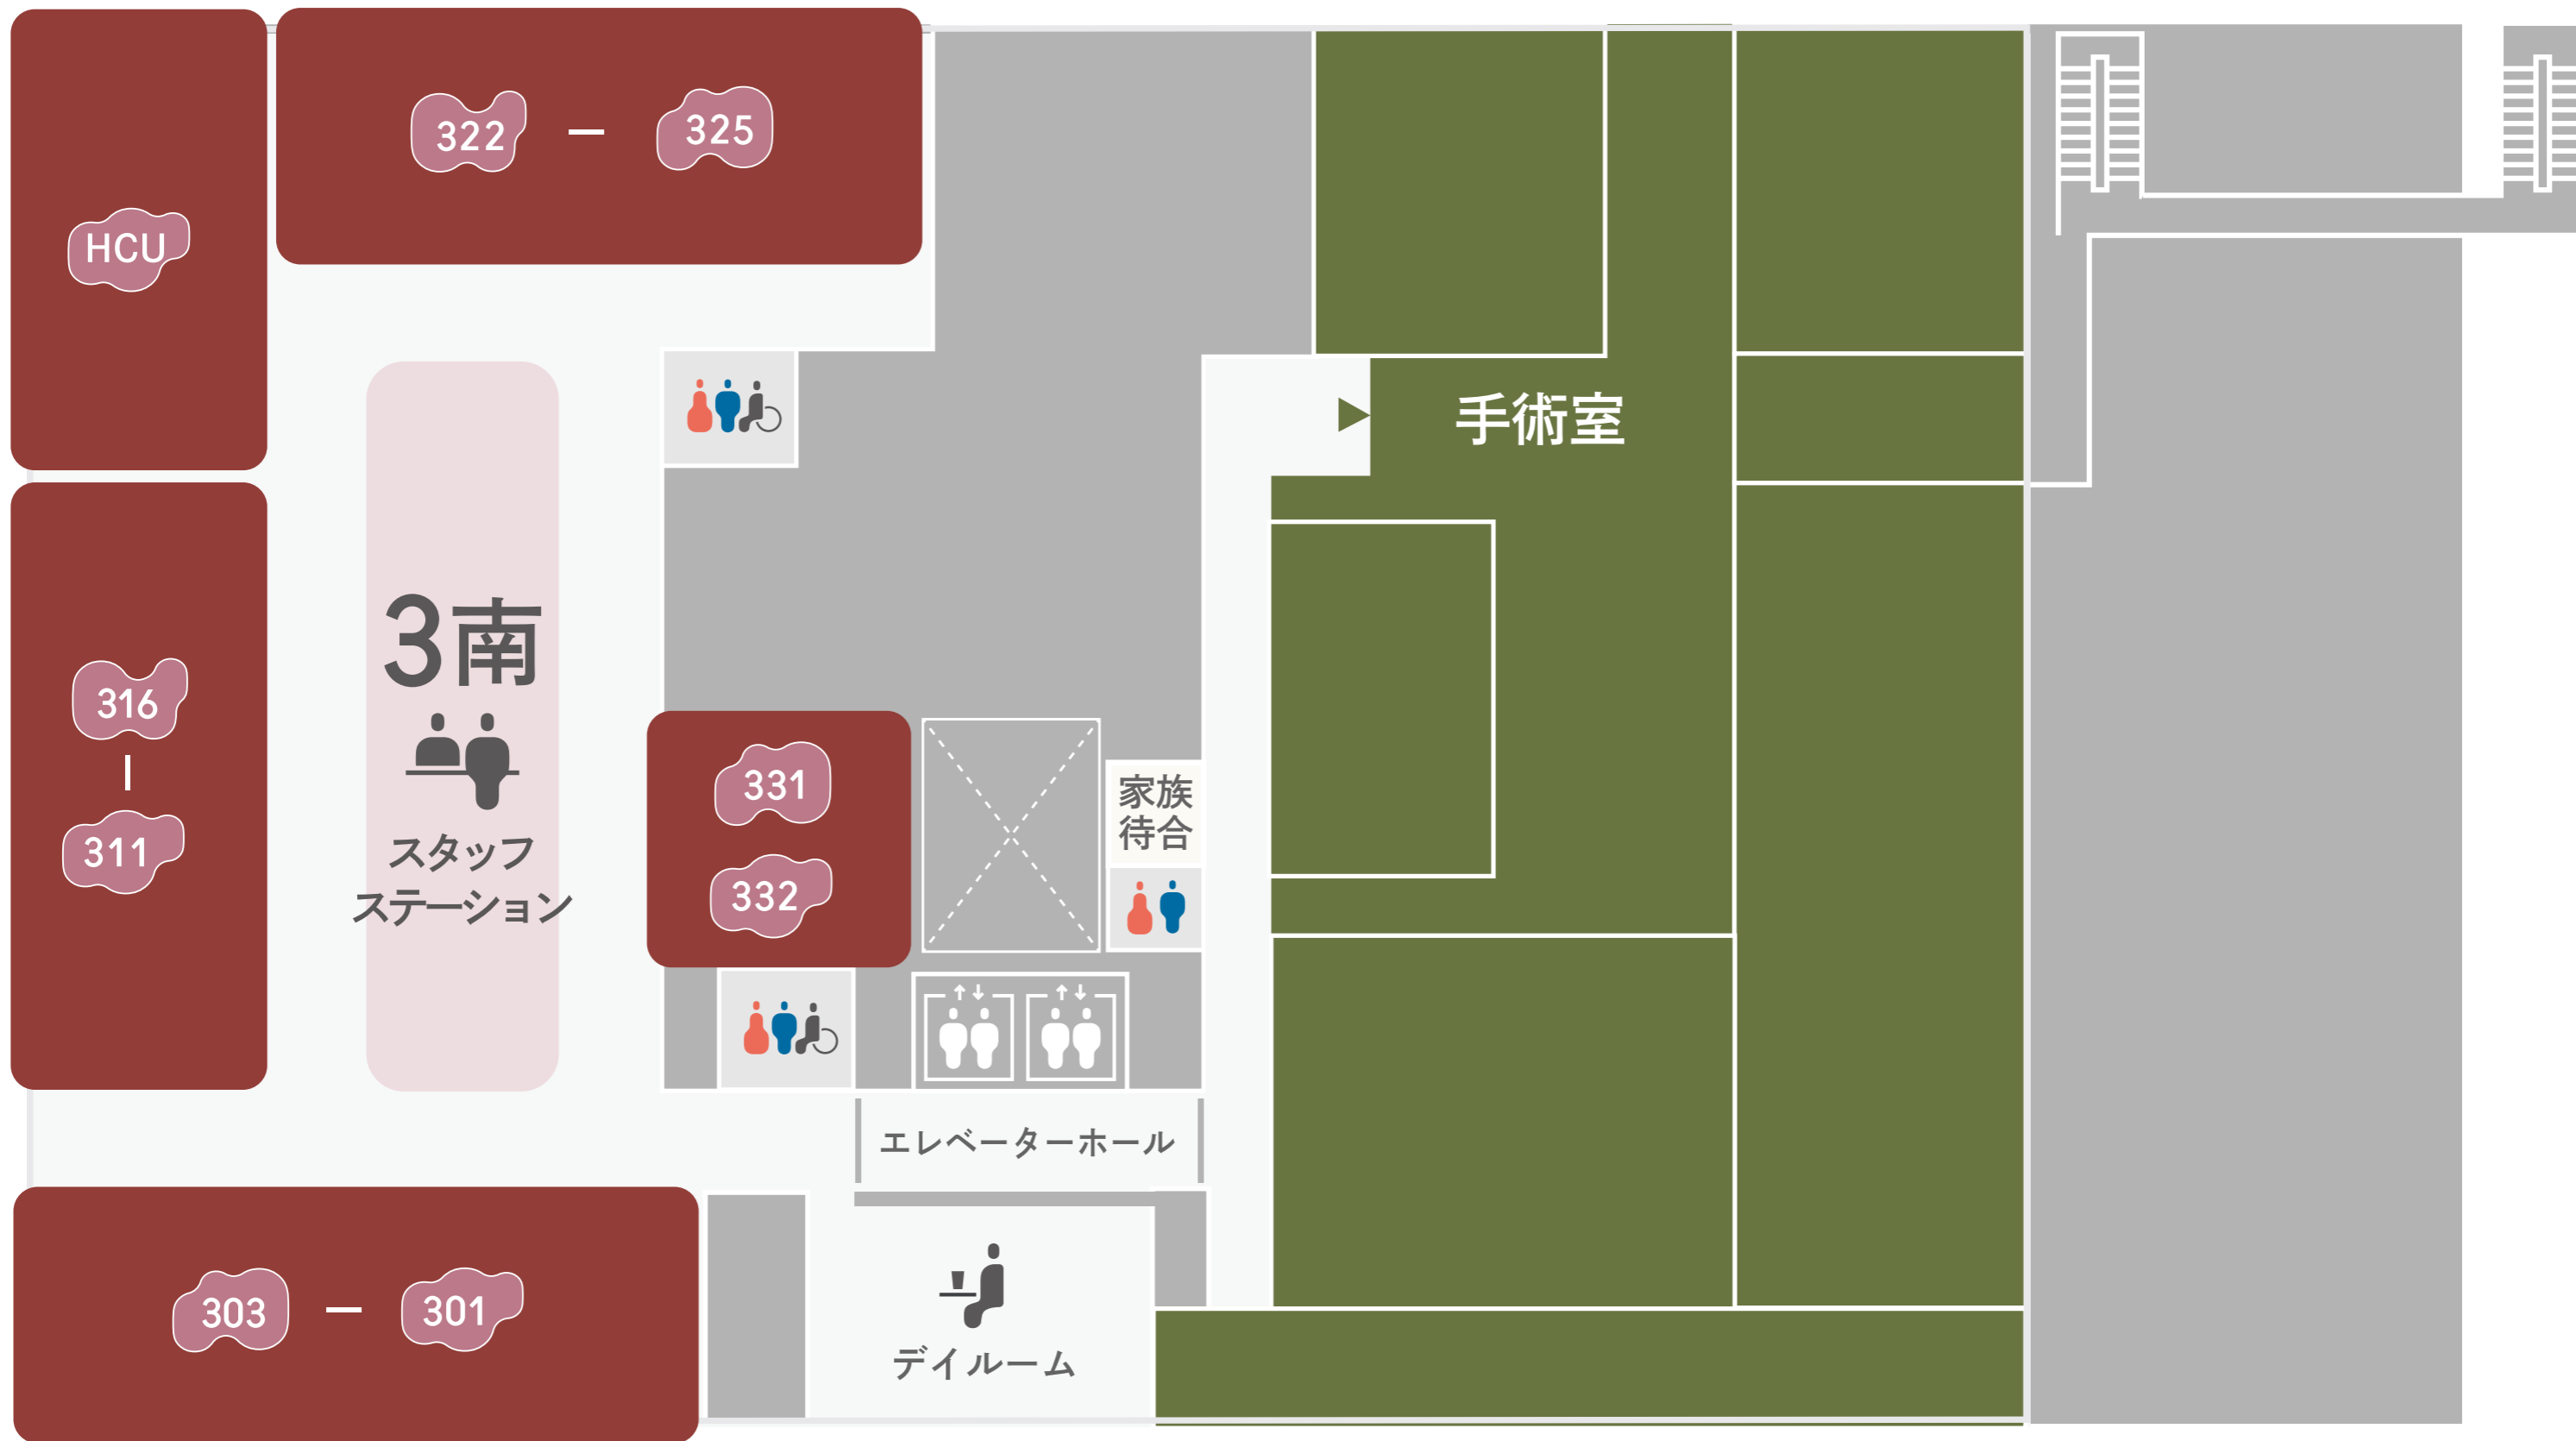 322 – 325
HCU
手術室
3南
316
|
311
スタッフ
ステーション
331
332
家族
待合
エレベーターホール
303 – 301
デイルーム